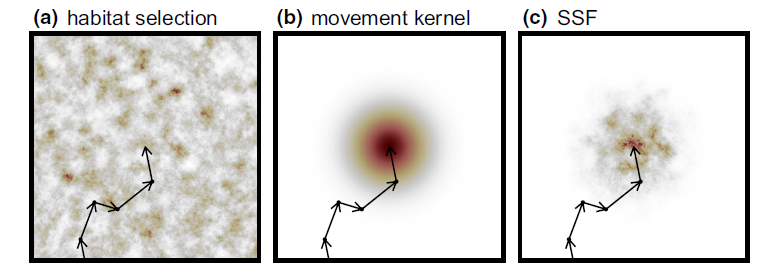 (a) habitat selection
(b) movement kernel
(c) SSF